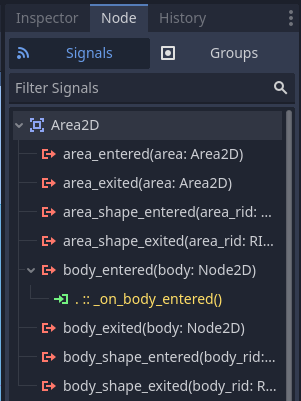 Inspector Node History
Signals Groups
Filter Signals
Area2D
area_entered(area: Area2D)
area_exited(area: Area2D)
area_shape_entered(area_rid: ...
area_shape_exited(area_rid: RI...
body_entered(body: Node2D)
. :: _on_body_entered()
body_exited(body: Node2D)
body_shape_entered(body_rid:...
body_shape_exited(body_rid: R...